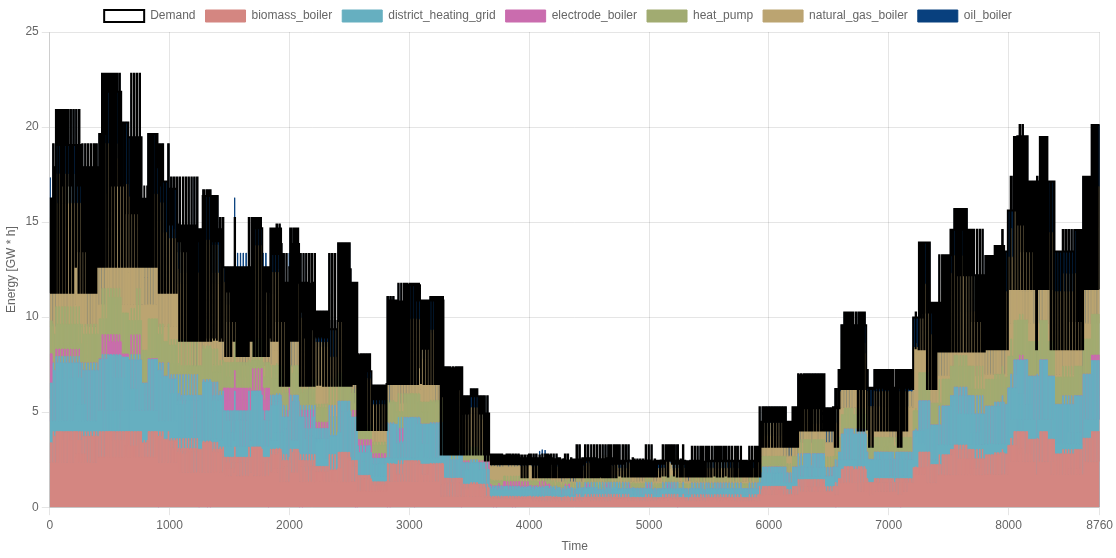 Demand biomass_boiler district_heating_grid electrode_boiler heat_pump natural_gas_boiler oil_boiler
25
20
15
10
5
0
Energy [GW * h]
0 1000 2000 3000 4000 5000 6000 7000 8000 8760
Time